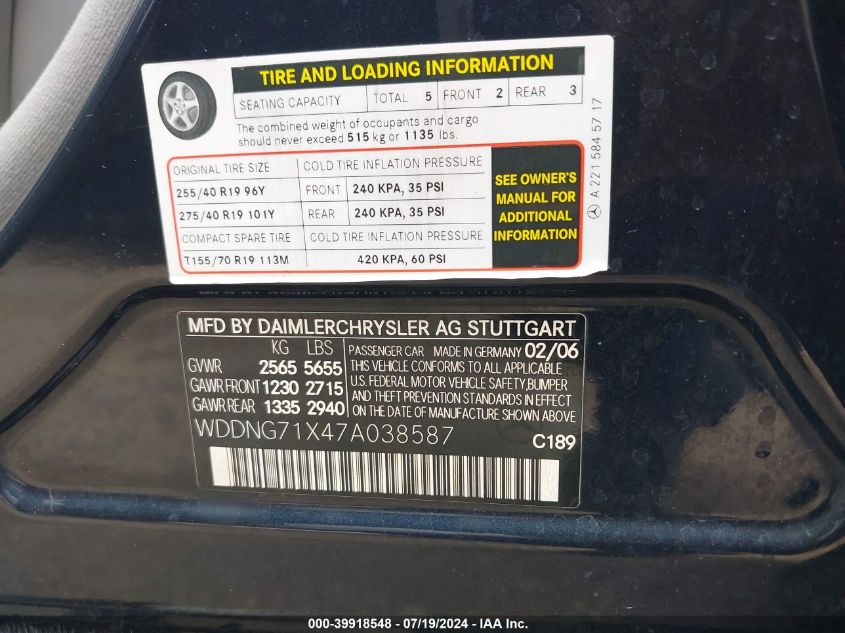 TIRE AND LOADING INFORMATION
SEATING CAPACITY TOTAL 5 FRONT 2 REAR 3
The combined weight of occupants and cargo
should never exceed 515 kg or 1135 lbs.
ORIGINAL TIRE SIZE COLD TIRE INFLATION PRESSURE
255/40 R19 96Y FRONT 240 KPA, 35 PSI
275/40 R19 101Y REAR 240 KPA, 35 PSI
COMPACT SPARE TIRE COLD TIRE INFLATION PRESSURE
T155/70 R19 113M 420 KPA, 60 PSI
SEE OWNER'S
MANUAL FOR
ADDITIONAL
INFORMATION
A 221 584 57 17
MFD BY DAIMLERCHRYSLER AG STUTTGART
KG LBS
GVWR 2565 5655
GAWR FRONT 1230 2715
GAWR REAR 1335 2940
PASSENGER CAR MADE IN GERMANY 02/06
THIS VEHICLE CONFORMS TO ALL APPLICABLE
U.S. FEDERAL MOTOR VEHICLE SAFETY,BUMPER
AND THEFT PREVENTION STANDARDS IN EFFECT
ON THE DATE OF MANUFACTURE SHOWN ABOVE
WDDNG71X47A038587 C189
000-39918548 - 07/19/2024 - IAA Inc.